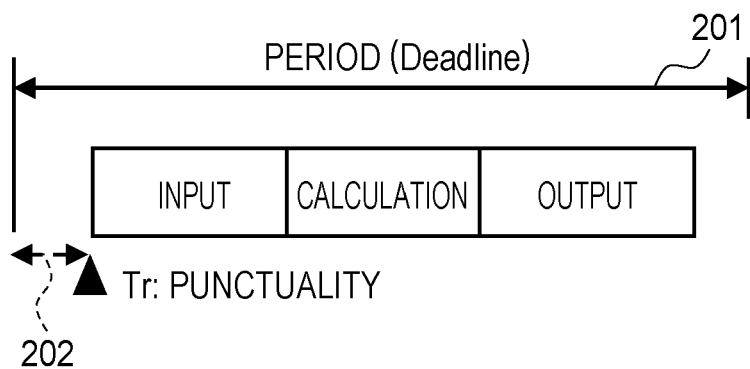 201
PERIOD (Deadline)
INPUT CALCULATION OUTPUT
Tr: PUNCTUALITY
202